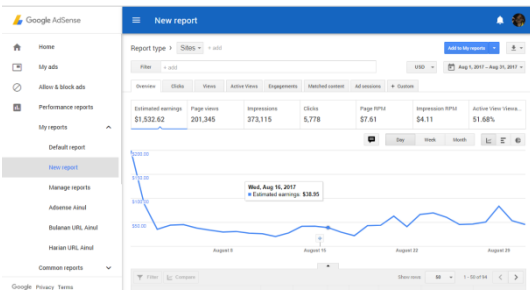 Google AdSense
New report
Home
My ads
Allow & block ads
Performance reports
My reports
Default report
New report
Manage reports
Adsense Ainul
Bulanan URL Ainul
Harian URL Ainul
Common reports
Google Privacy Terms
Report type Sites + add
Add to My reports
Filter + add
USD
Aug 1, 2017 – Aug 31, 2017
Overview Clicks Views Active Views Engagements Matched content Ad sessions + Custom
Estimated earnings Page views Impressions Clicks Page RPM Impression RPM Active View Viewa...
$1,532.62 201,345 373,115 5,778 $7.61 $4.11 51.68%
Day Week Month
$200.00
$150.00
$100.00
$50.00
Wed, Aug 16, 2017
Estimated earnings: $38.95
August 8 August 15 August 22 August 29
Filter Compare
Show rows 50 1 - 50 of 94